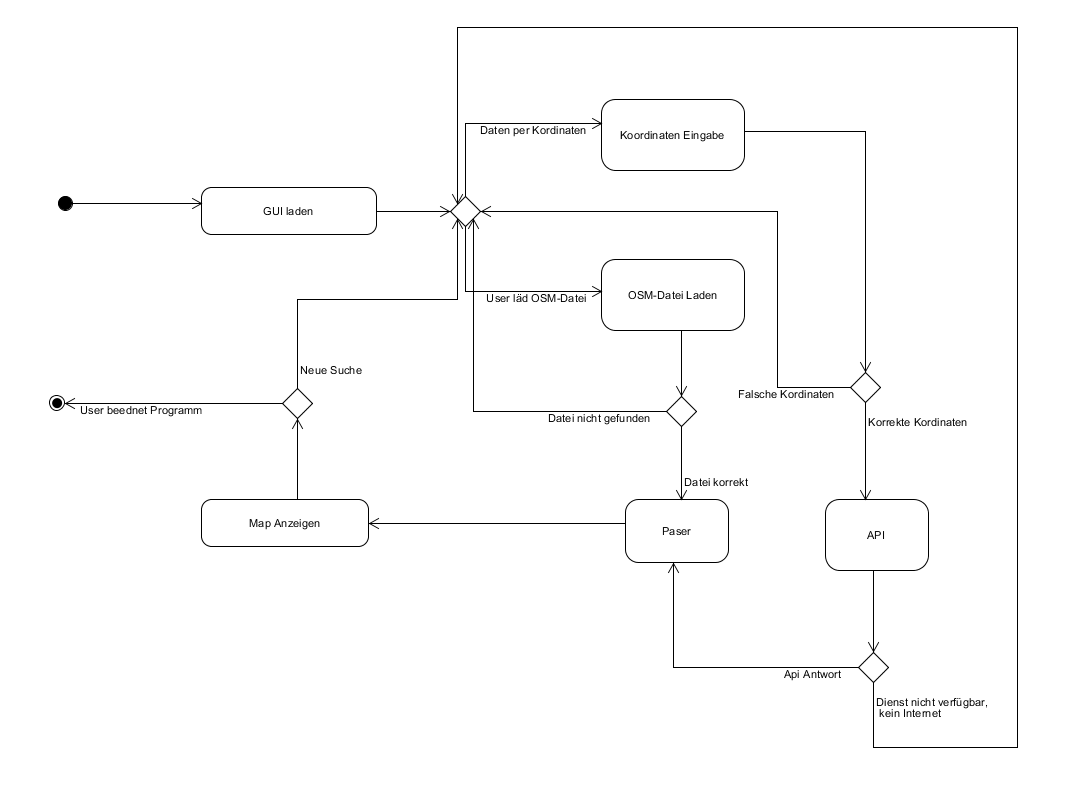 Daten per Kordinaten
Koordinaten Eingabe
GUI laden
User läd OSM-Datei
OSM-Datei Laden
Neue Suche
User beednet Programm
Datei nicht gefunden
Falsche Kordinaten
Korrekte Kordinaten
Datei korrekt
Map Anzeigen
Paser
API
Api Antwort
Dienst nicht verfügbar,
kein Internet